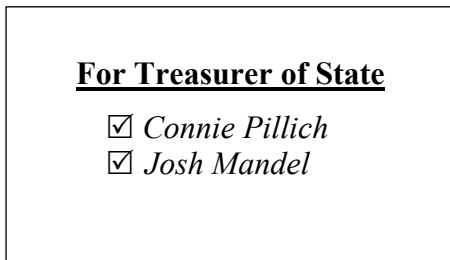 For Treasurer of State
☑ Connie Pillich
☑ Josh Mandel